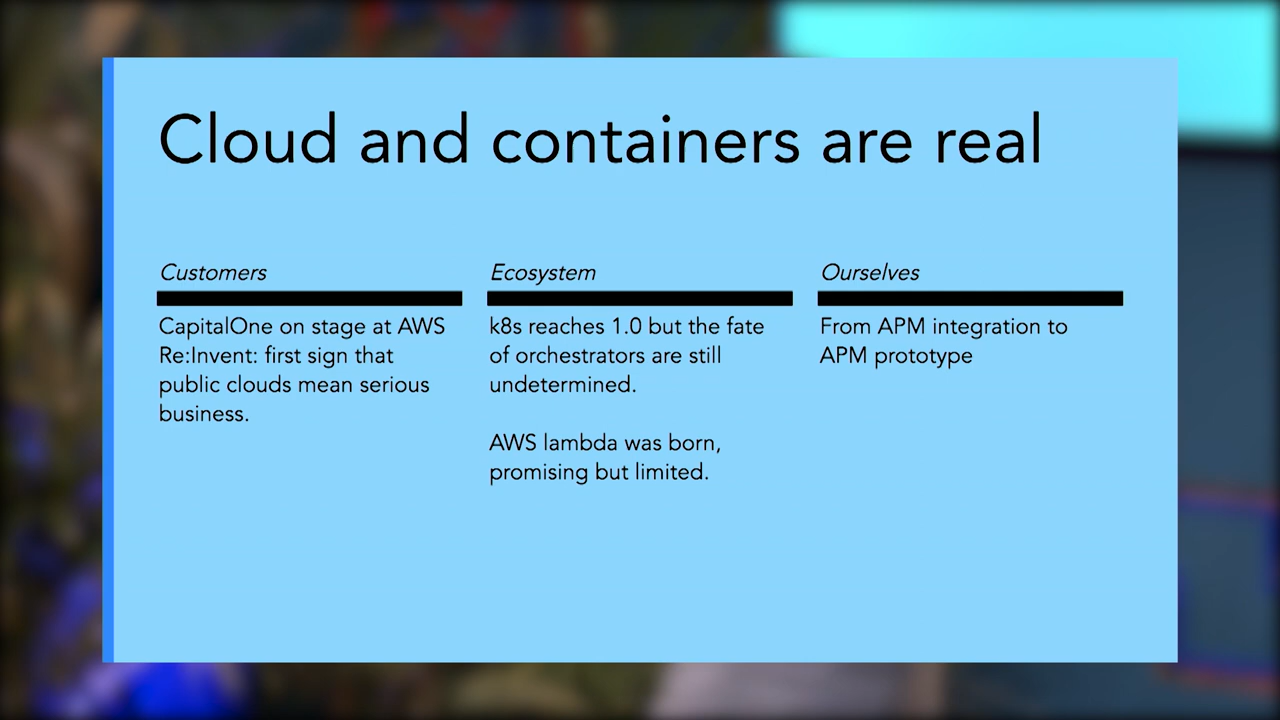 Cloud and containers are real
Customers
CapitalOne on stage at AWS
Re:Invent: first sign that
public clouds mean serious
business.
Ecosystem
k8s reaches 1.0 but the fate
of orchestrators are still
undetermined.
AWS lambda was born,
promising but limited.
Ourselves
From APM integration to
APM prototype